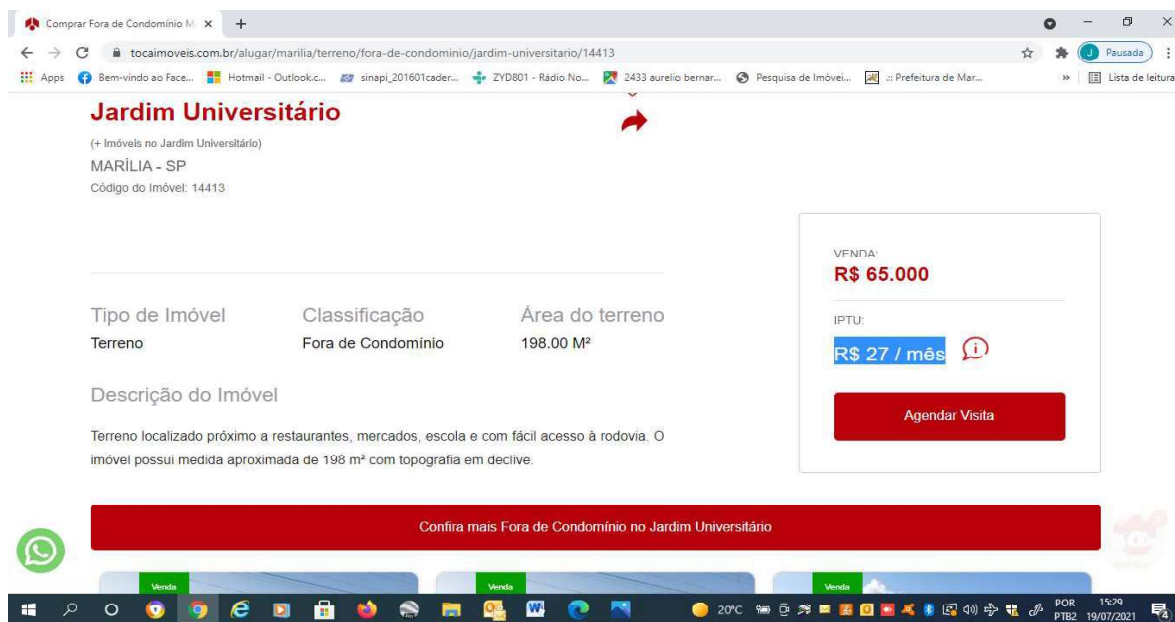 Comprar Fora de Condomínio M
tocaimoveis.com.br/alugar/marilia/terreno/fora-de-condominio/jardim-universitario/14413
Pausada
Apps
Bem-vindo ao Face...
Hotmail - Outlook.c...
sinapi_201601cader...
ZYD801 - Rádio No...
2433 aurelio bernar...
Pesquisa de Imóvei...
.:: Prefeitura de Mar...
»
Lista de leitura
Jardim Universitário
(+ Imóveis no Jardim Universitário)
MARÍLIA - SP
Código do Imóvel: 14413
VENDA:
R$ 65.000
IPTU:
R$ 27 / mês
Agendar Visita
Tipo de Imóvel
Classificação
Área do terreno
Terreno
Fora de Condomínio
198.00 M²
Descrição do Imóvel
Terreno localizado próximo a restaurantes, mercados, escola e com fácil acesso à rodovia. O
imóvel possui medida aproximada de 198 m² com topografia em declive.
Confira mais Fora de Condomínio no Jardim Universitário
Venda
Venda
Venda
20°C
POR
PTB2
15:29
19/07/2021